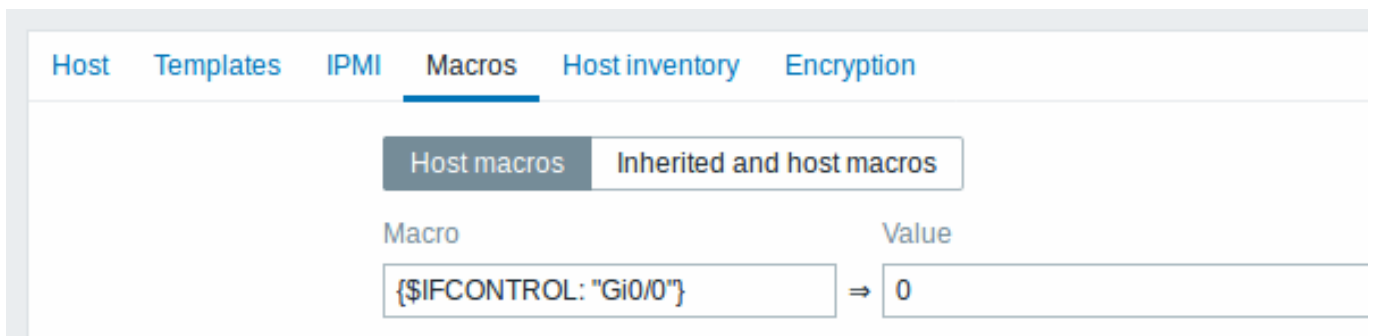 Host Templates IPMI Macros Host inventory Encryption
Host macros Inherited and host macros
Macro Value
{$IFCONTROL: "Gi0/0"} ⇒ 0